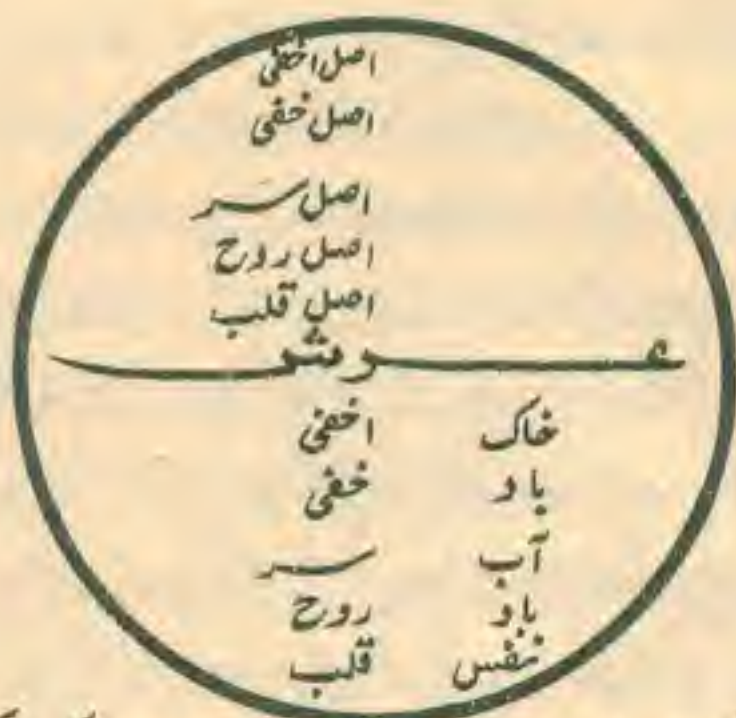 اصل اخفیٰ
اصل خفی
اصل سر
اصل روح
اصل قلب
عرش
خاک اخفیٰ
باد خفی
آب سر
باد روح
نفس قلب